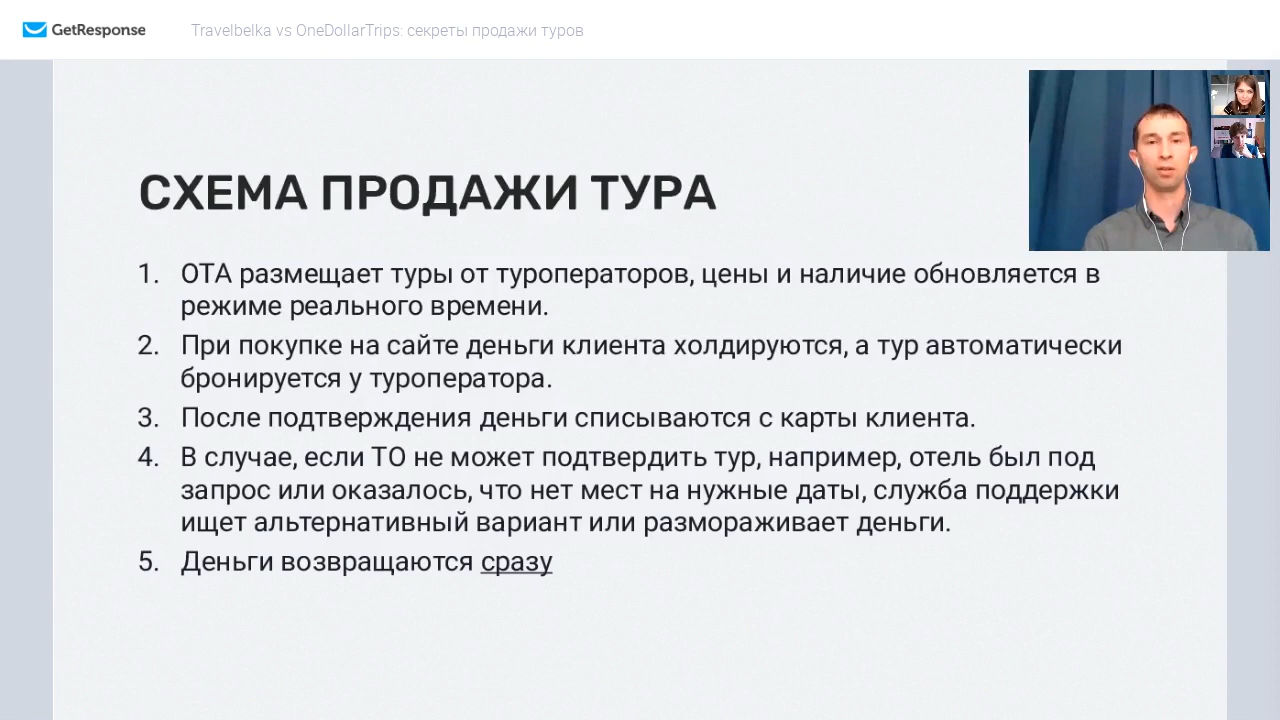 GetResponse
Travelbelka vs OneDollarTrips: секреты продажи туров
СХЕМА ПРОДАЖИ ТУРА
1. ОТА размещает туры от туроператоров, цены и наличие обновляется в
режиме реального времени.
2. При покупке на сайте деньги клиента холдируются, а тур автоматически
бронируется у туроператора.
3. После подтверждения деньги списываются с карты клиента.
4. В случае, если ТО не может подтвердить тур, например, отель был под
запрос или оказалось, что нет мест на нужные даты, служба поддержки
ищет альтернативный вариант или размораживает деньги.
5. Деньги возвращаются сразу